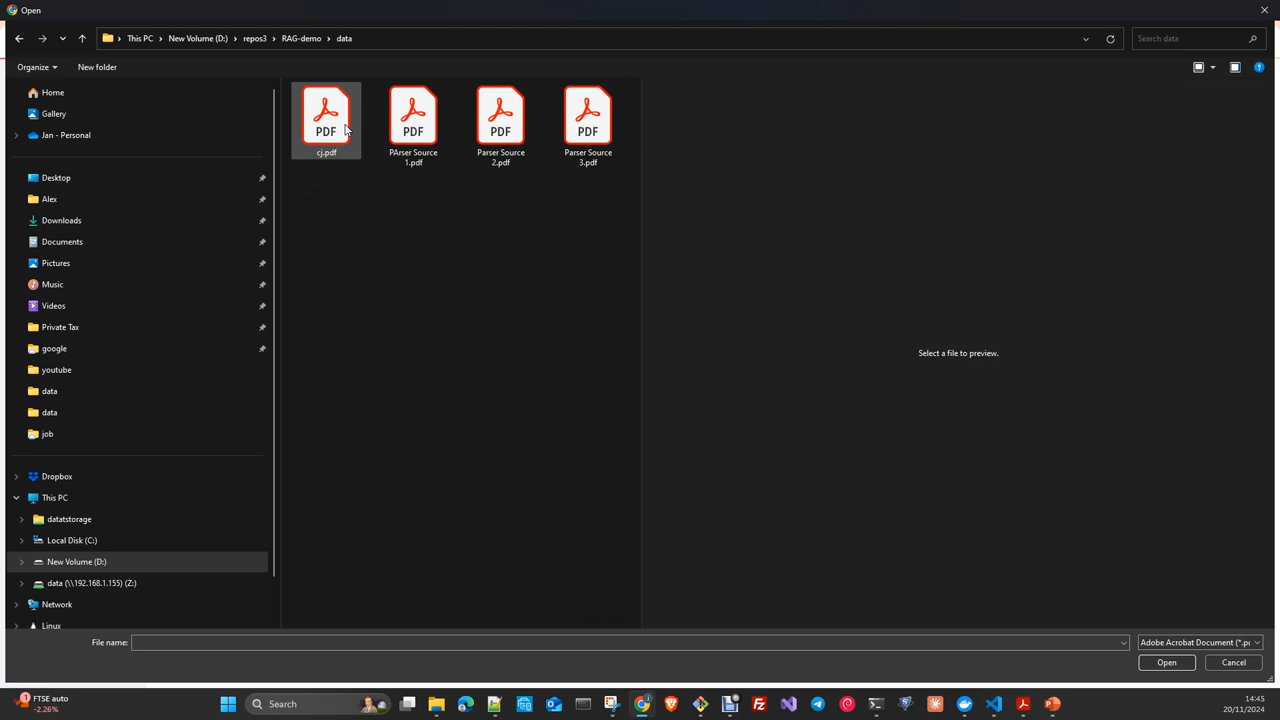 Open
This PC
New Volume (D:)
repos3
RAG-demo
data
Search data
Organize
New folder
Home
Gallery
Jan - Personal
Desktop
Alex
Downloads
Documents
Pictures
Music
Videos
Private Tax
google
youtube
data
data
job
Dropbox
This PC
datatstorage
Local Disk (C:)
New Volume (D:)
data (\\192.168.1.155) (Z:)
Network
Linux
PDF
cj.pdf
PDF
PArser Source
1.pdf
PDF
Parser Source
2.pdf
PDF
Parser Source
3.pdf
Select a file to preview.
File name:
Adobe Acrobat Document (*.p
Open
Cancel
1
FTSE auto
-2.26%
Search
14:45
20/11/2024